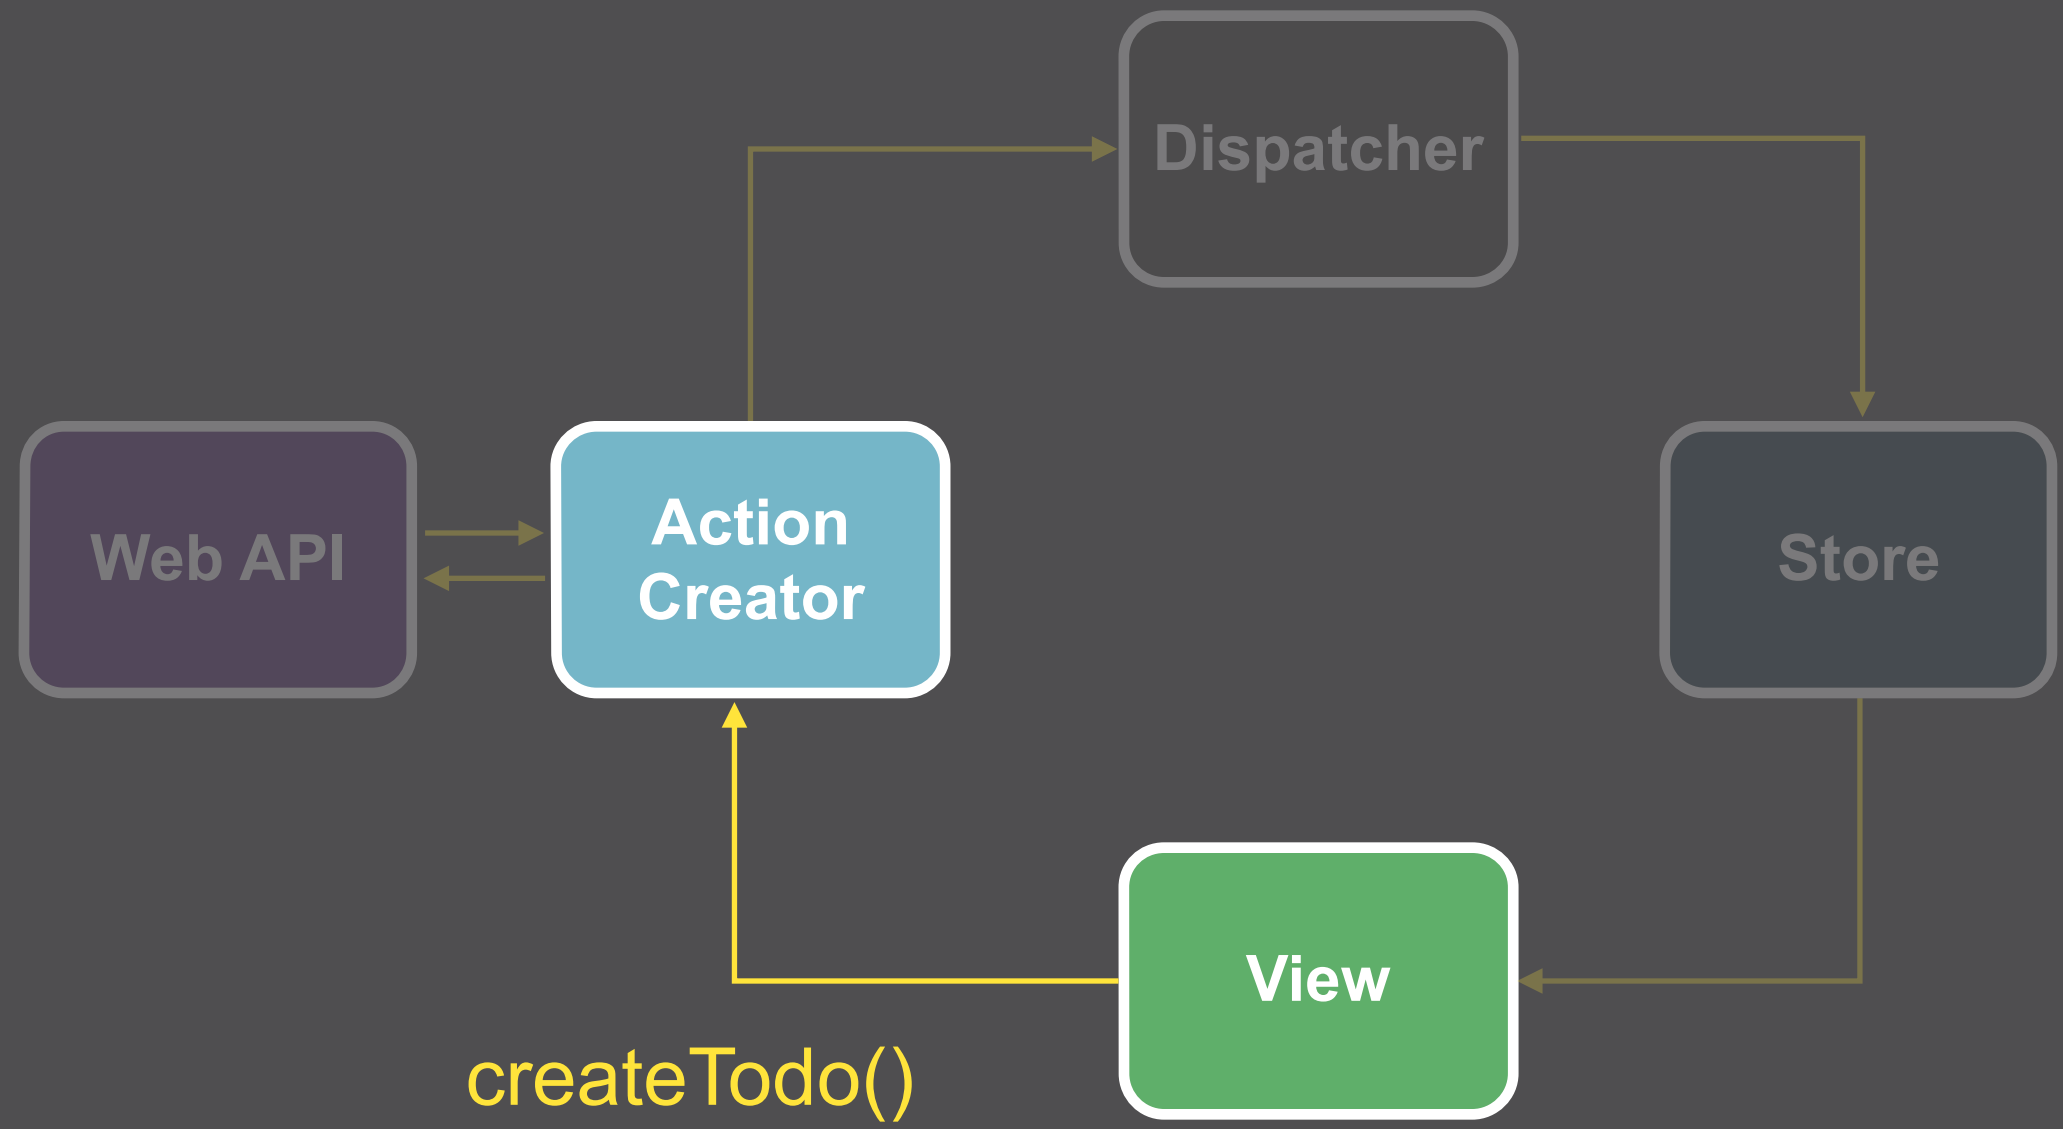 Dispatcher
Web API
Action
Creator
Store
View
createTodo()